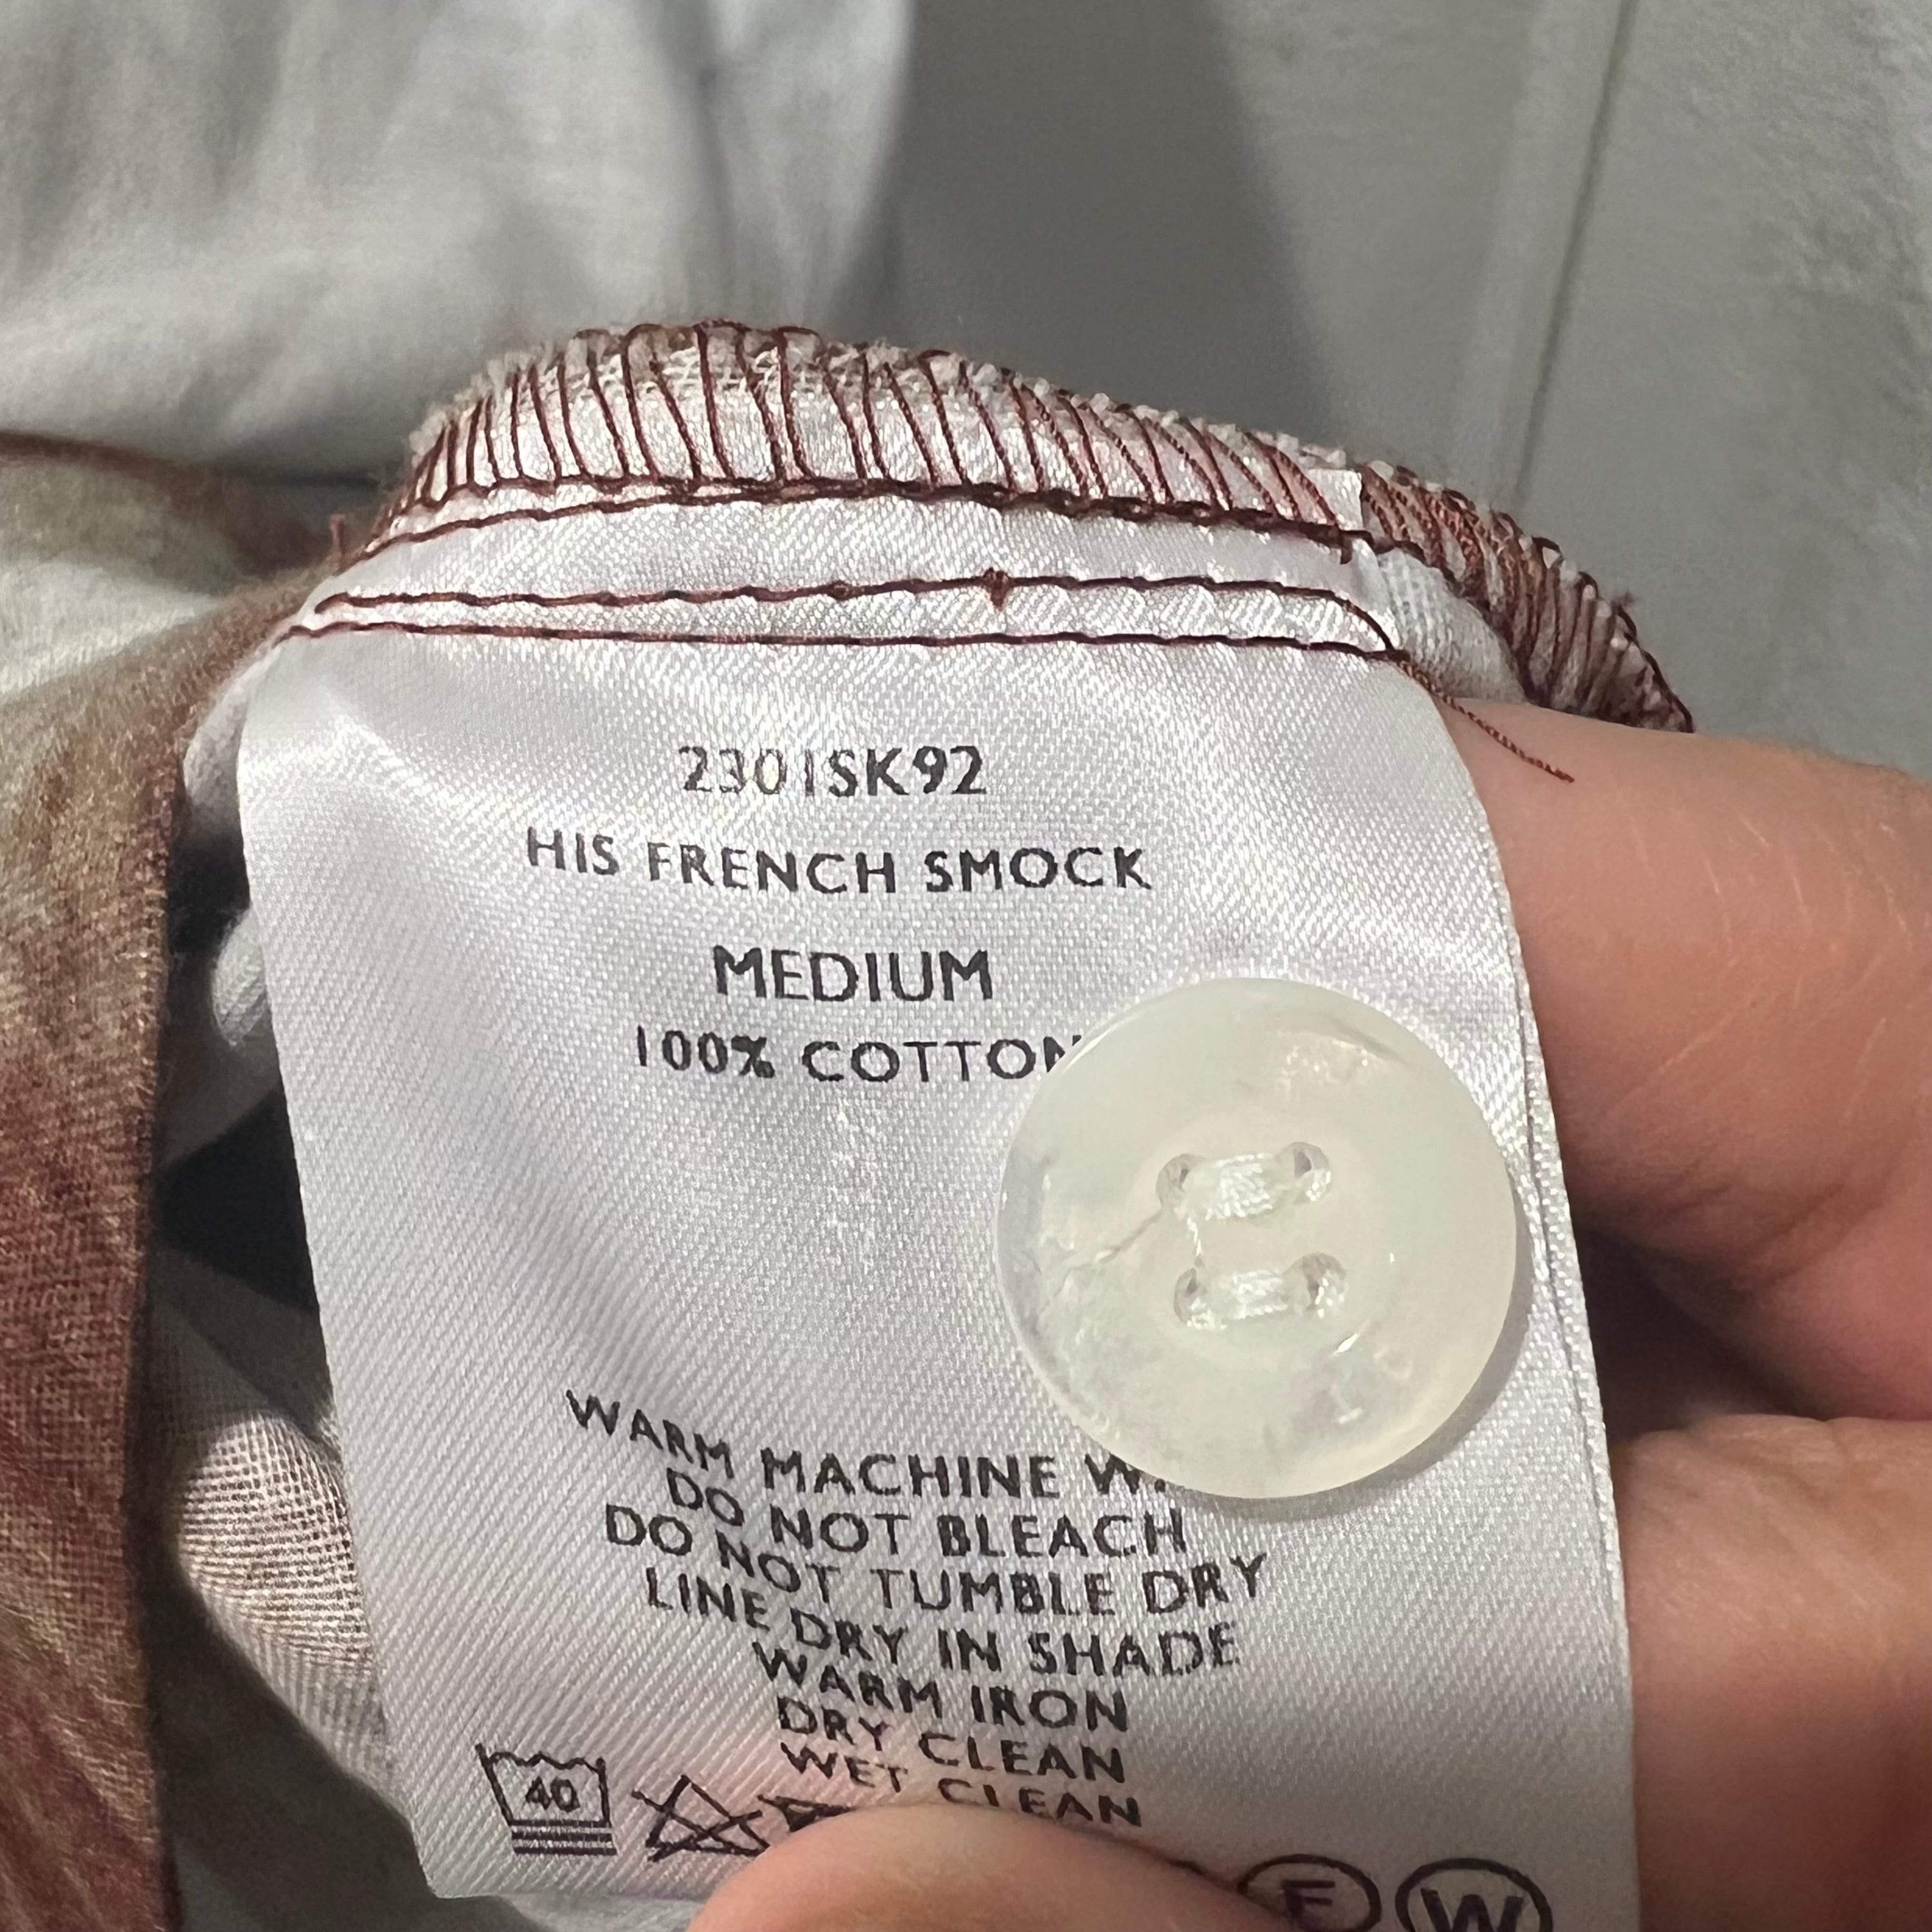 2301SK92
HIS FRENCH SMOCK
MEDIUM
100% COTTON
WARM MACHINE
DO NOT BLEACH
DO NOT TUMBLE DRY
LINE DRY IN SHADE
WARM IRON
DRY CLEAN
WET CLEAN
40
F W